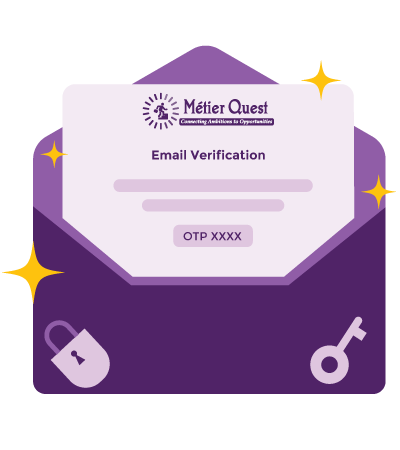 Métier Quest
Connecting Ambitions to Opportunities
Email Verification
OTP XXXX